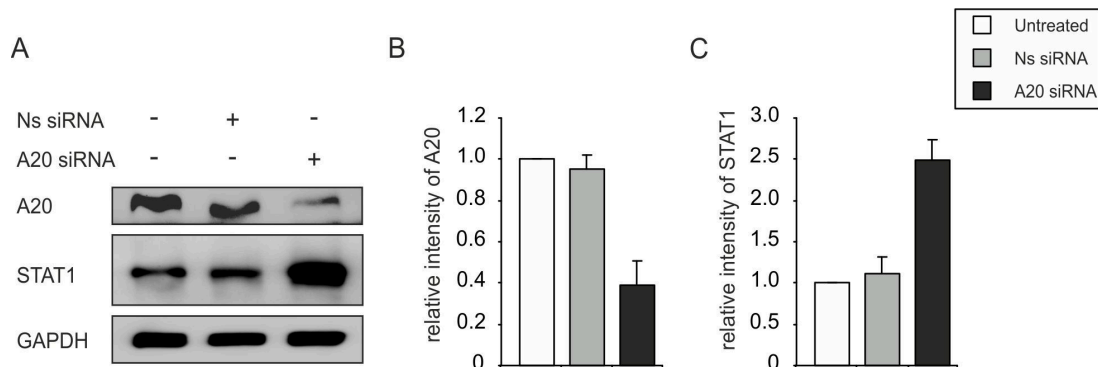 A
Ns siRNA - + -
A20 siRNA - - +
A20
STAT1
GAPDH
B
relative intensity of A20
1.2
1.0
0.8
0.6
0.4
0.2
0
C
relative intensity of STAT1
3.0
2.5
2.0
1.5
1.0
0.5
0
Untreated
Ns siRNA
A20 siRNA